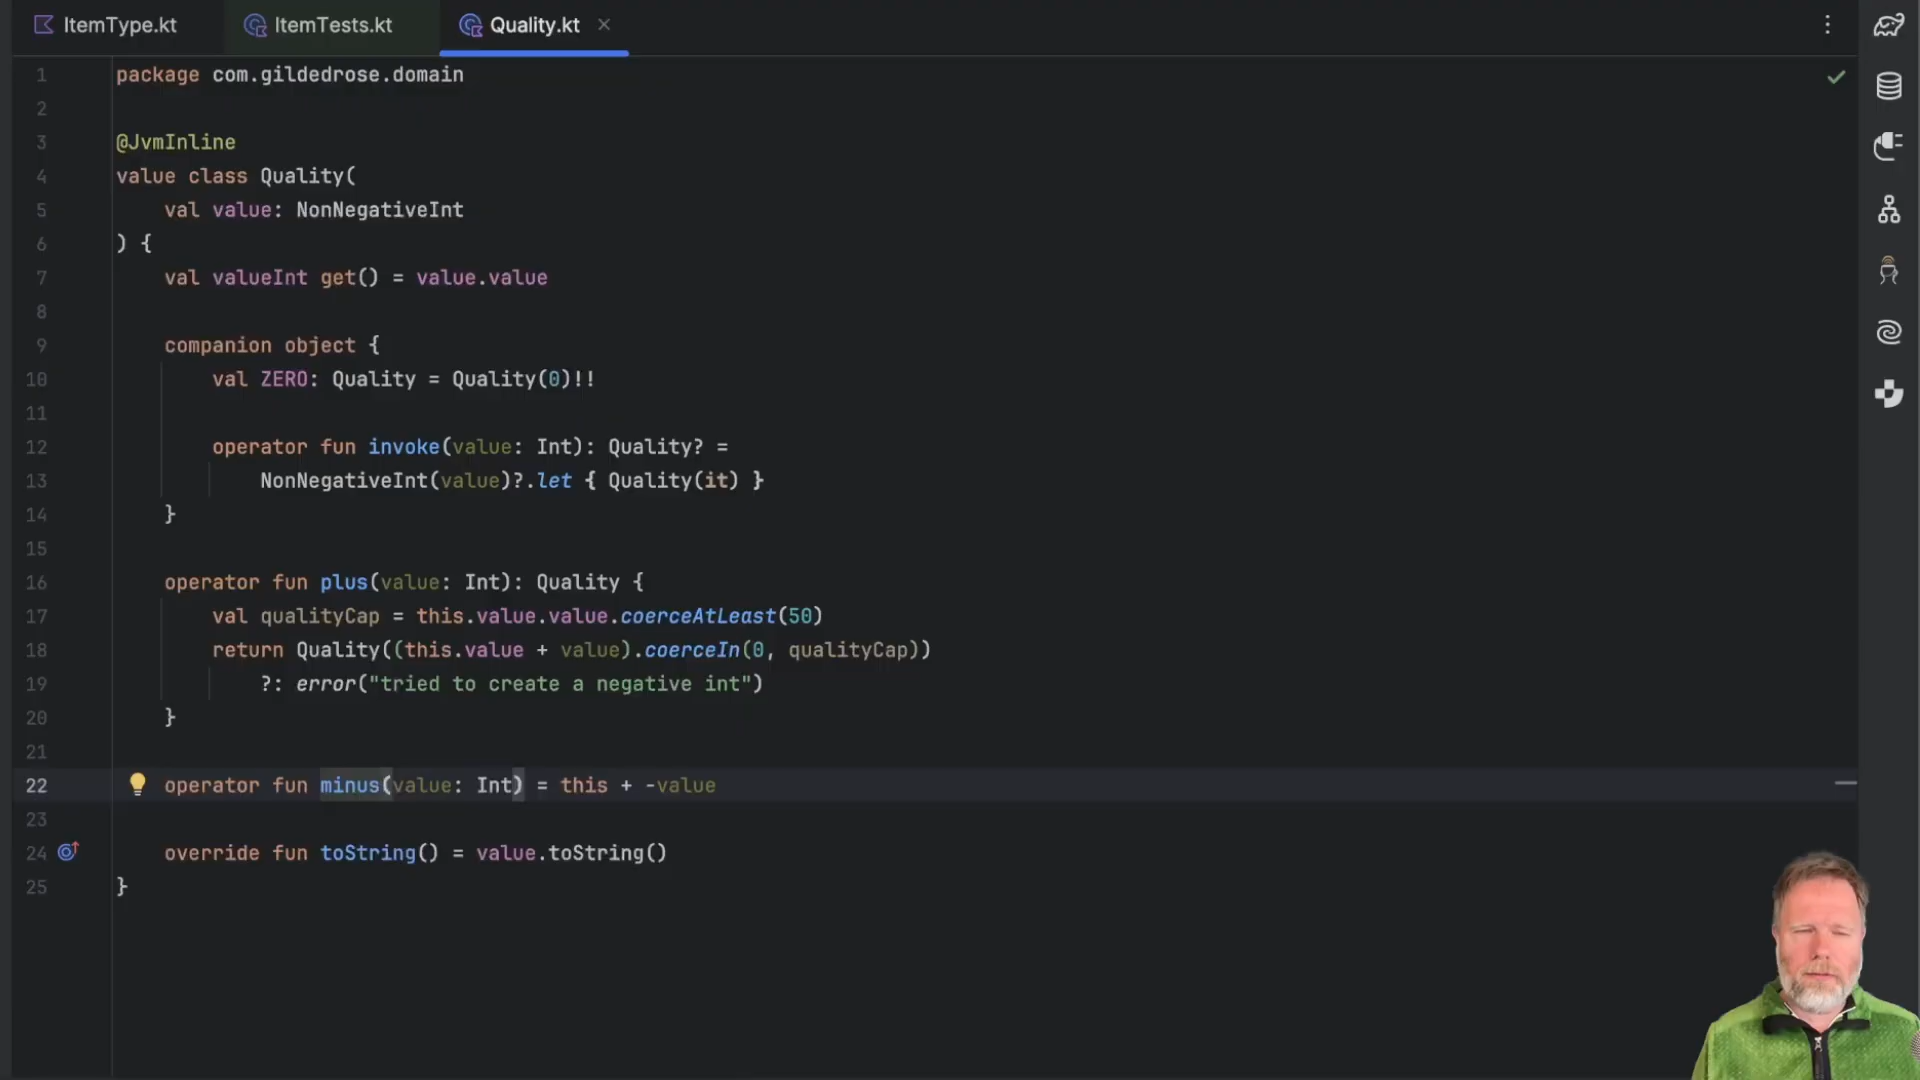 ItemType.kt ItemTests.kt Quality.kt
1 package com.gildedrose.domain
2
3 @JvmInline
4 value class Quality(
5 val value: NonNegativeInt
6 ) {
7 val valueInt get() = value.value
8
9 companion object {
10 val ZERO: Quality = Quality(0)!!
11
12 operator fun invoke(value: Int): Quality? =
13 NonNegativeInt(value)?.let { Quality(it) }
14 }
15
16 operator fun plus(value: Int): Quality {
17 val qualityCap = this.value.value.coerceAtLeast(50)
18 return Quality((this.value + value).coerceIn(0, qualityCap))
19 ?: error("tried to create a negative int")
20 }
21
22 operator fun minus(value: Int) = this + -value
23
24 override fun toString() = value.toString()
25 }